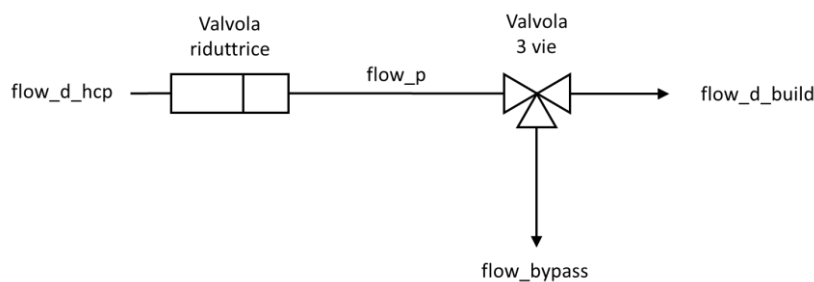 Valvola
riduttrice
Valvola
3 vie
flow_d_hcp
flow_p
flow_d_build
flow_bypass